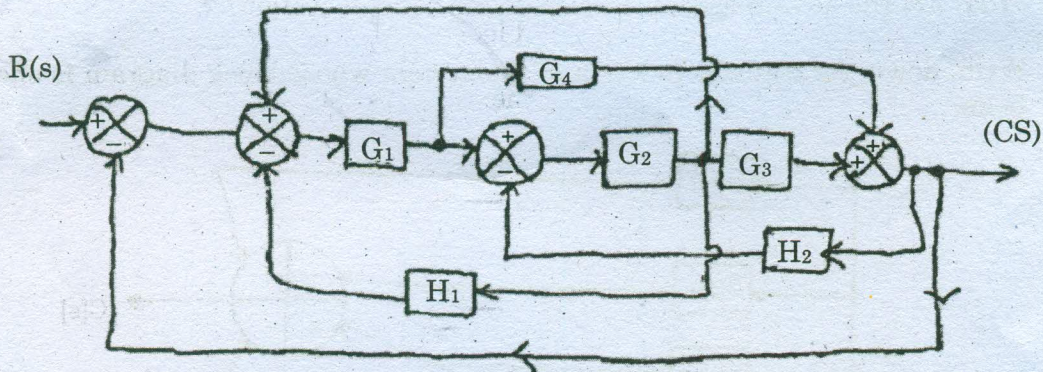 R(s)
G₄
(CS)
G₁
G₂
G₃
H₂
H₁
+
−
+
−
+
−
+
+